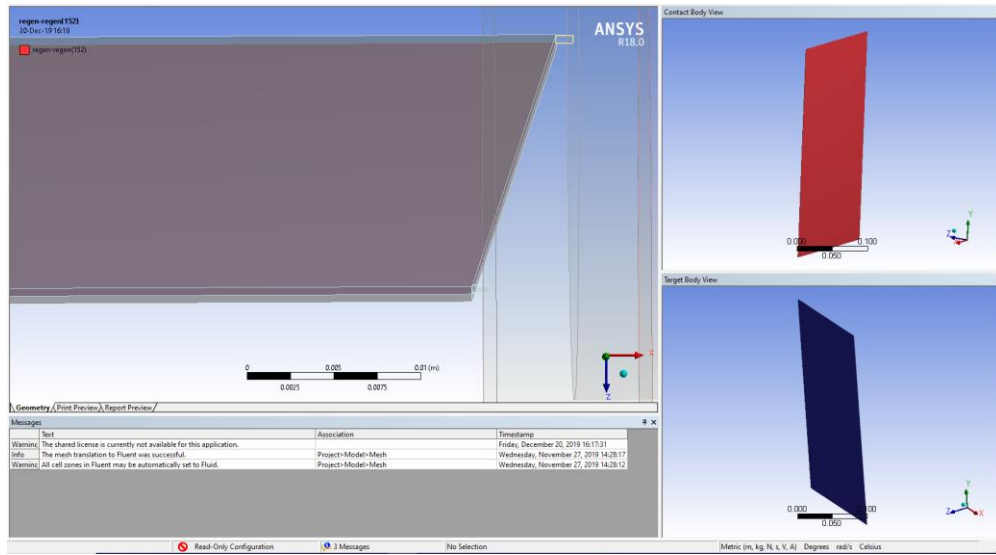 regen-regen(152)
20-Dec-19 16:18
regen-regen(152)
ANSYS
R18.0
0
0.005
0.01 (m)
0.0025
0.0075
X
Z
Geometry Print Preview Report Preview
Contact Body View
0.000
0.100
0.050
Y
Z
X
Target Body View
0.000
0.100
0.050
Y
Z
X
Messages
Text Association Timestamp
Warning The shared license is currently not available for this application. Friday, December 20, 2019 16:17:31
Info The mesh translation to Fluent was successful. Project>Model>Mesh Wednesday, November 27, 2019 14:28:17
Warning All cell zones in Fluent may be automatically set to Fluid. Project>Model>Mesh Wednesday, November 27, 2019 14:28:12
Read-Only Configuration 3 Messages No Selection Metric (m, kg, N, s, V, A) Degrees rad/s Celsius